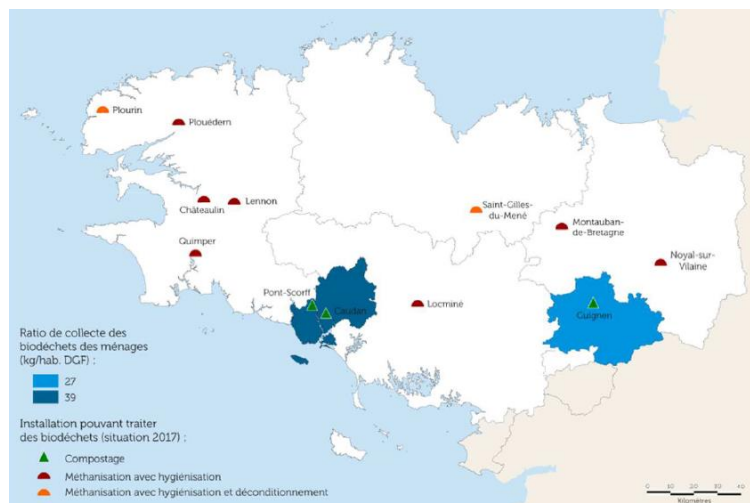 Plourin
Plouédern
Châteaulin
Lennon
Quimper
Saint-Gilles-
du-Mené
Montauban-
de-Bretagne
Noyal-sur-
Vilaine
Pont-Scorff
Caudan
Locminé
Guignen
Ratio de collecte des
biodéchets des ménages
(kg/hab. DGF) :
27
39
Installation pouvant traiter
des biodéchets (situation 2017) :
Compostage
Méthanisation avec hygiénisation
Méthanisation avec hygiénisation et déconditionnement
0 10 20 30 40
Kilomètres